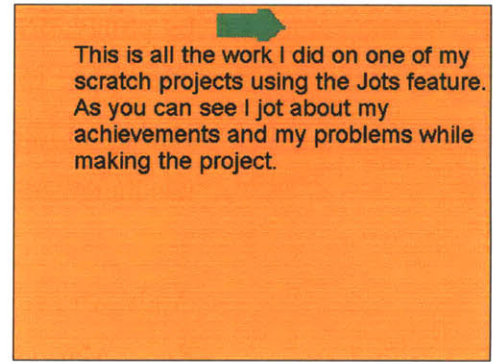 This is all the work I did on one of my
scratch projects using the Jots feature.
As you can see I jot about my
achievements and my problems while
making the project.